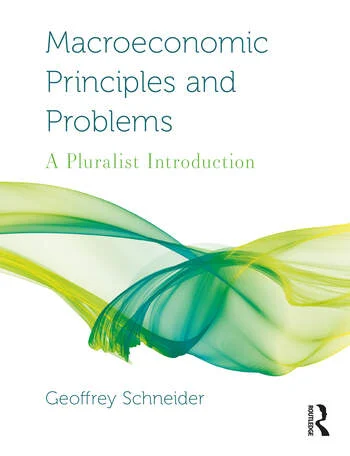 Macroeconomic
Principles and
Problems
A Pluralist Introduction
Geoffrey Schneider
ROUTLEDGE